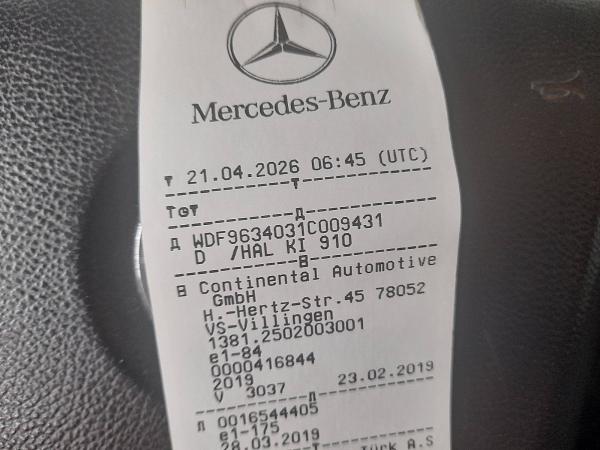 Mercedes-Benz
▼ 21.04.2026 06:45 (UTC)
----------▼----------
T⊙▼
----------Д----------
Д WDF9634031C009431
D /HAL KI 910
----------B----------
B Continental Automotive
GmbH
H.-Hertz-Str.45 78052
VS-Villingen
1381.2502003001
e1-84
0000416844
2019
V 3037 23.02.2019
----------Л----------
Л 0016544405
e1-175
28.03.2019
Türk A.S